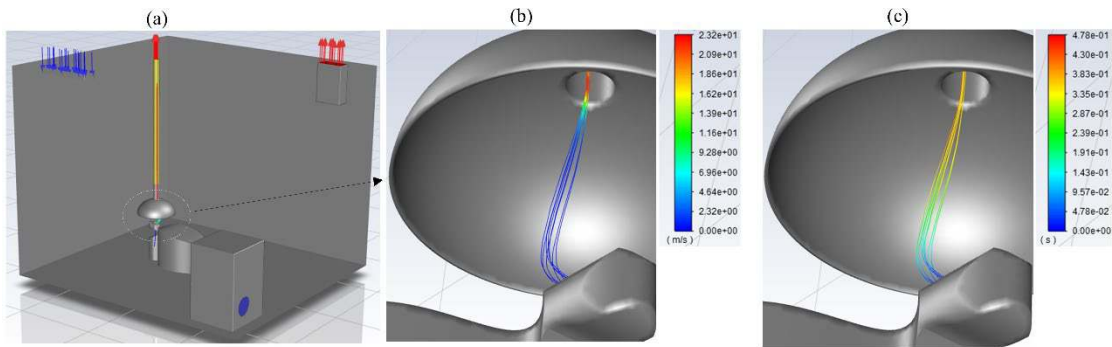 (a)
(b)
(c)
2.32e+01
2.09e+01
1.86e+01
1.62e+01
1.39e+01
1.16e+01
9.28e+00
6.96e+00
4.64e+00
2.32e+00
0.00e+00
( m/s )
4.78e-01
4.30e-01
3.83e-01
3.35e-01
2.87e-01
2.39e-01
1.91e-01
1.43e-01
9.57e-02
4.78e-02
0.00e+00
( s )